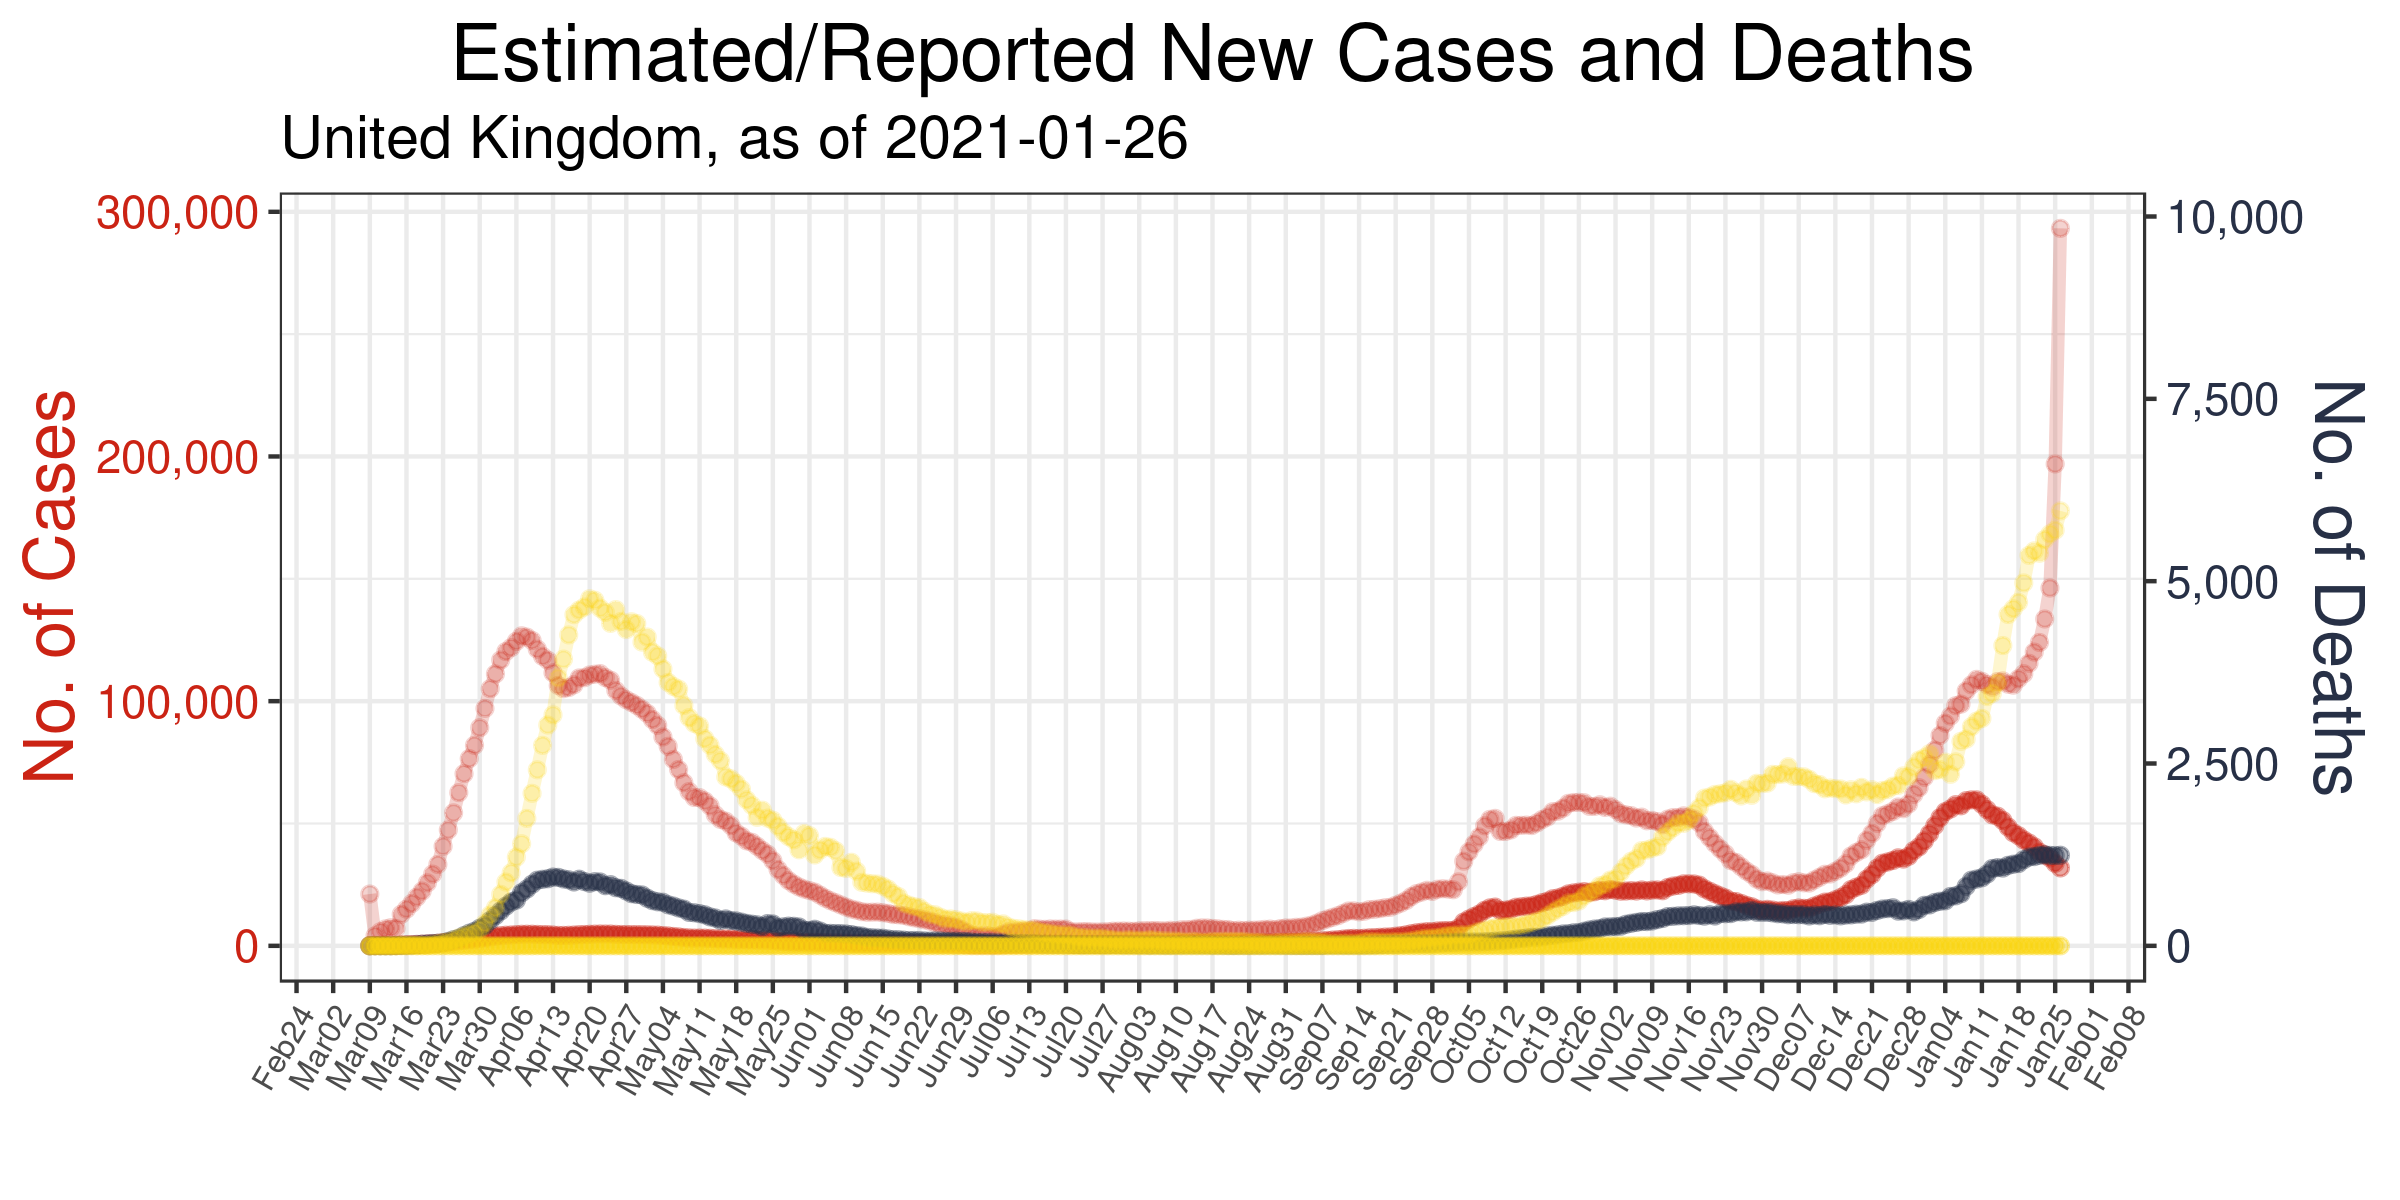 Estimated/Reported New Cases and Deaths
United Kingdom, as of 2021-01-26
No. of Cases
300,000
200,000
100,000
0
10,000
7,500
5,000
2,500
0
No. of Deaths
Feb24
Mar02
Mar09
Mar16
Mar23
Mar30
Apr06
Apr13
Apr20
Apr27
May04
May11
May18
May25
Jun01
Jun08
Jun15
Jun22
Jun29
Jul06
Jul13
Jul20
Jul27
Aug03
Aug10
Aug17
Aug24
Aug31
Sep07
Sep14
Sep21
Sep28
Oct05
Oct12
Oct19
Oct26
Nov02
Nov09
Nov16
Nov23
Nov30
Dec07
Dec14
Dec21
Dec28
Jan04
Jan11
Jan18
Jan25
Feb01
Feb08